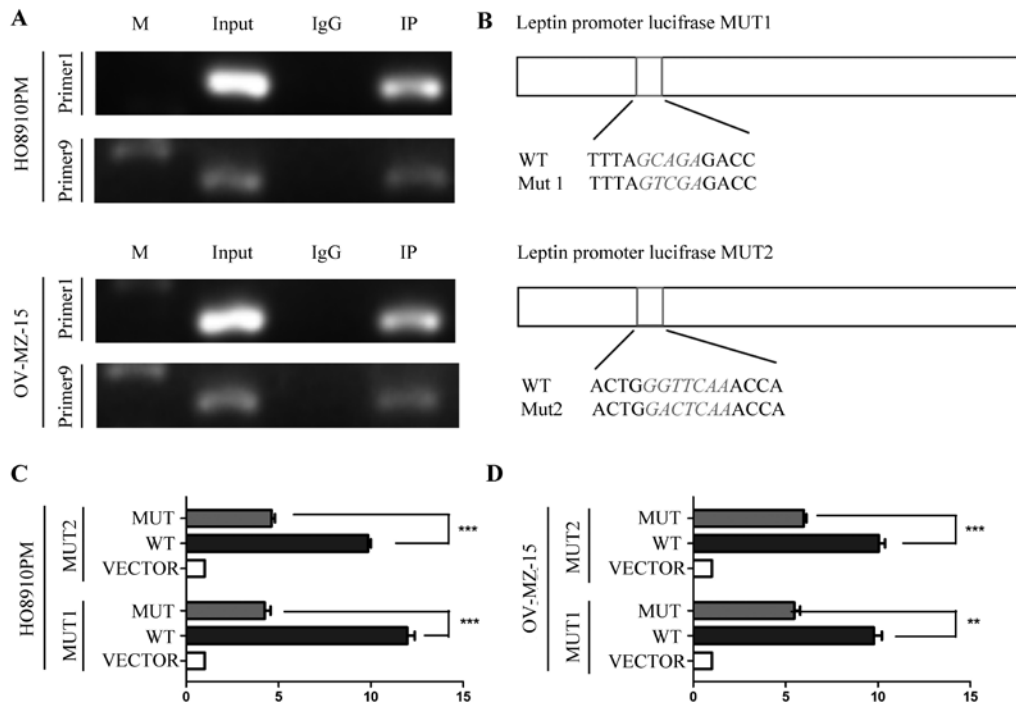 A
M Input IgG IP
HO8910PM
Primer1
Primer9
M Input IgG IP
OV-MZ-15
Primer1
Primer9
B
Leptin promoter lucifrase MUT1
WT TTTAGCAGAGACC
Mut 1 TTTAGTCGAGACC
Leptin promoter lucifrase MUT2
WT ACTGGGTTCAAACCA
Mut2 ACTGGACTCAAACCA
C
HO8910PM
MUT2
MUT
WT
VECTOR
***
MUT1
MUT
WT
VECTOR
***
0 5 10 15
D
OV-MZ-15
MUT2
MUT
WT
VECTOR
***
MUT1
MUT
WT
VECTOR
**
0 5 10 15